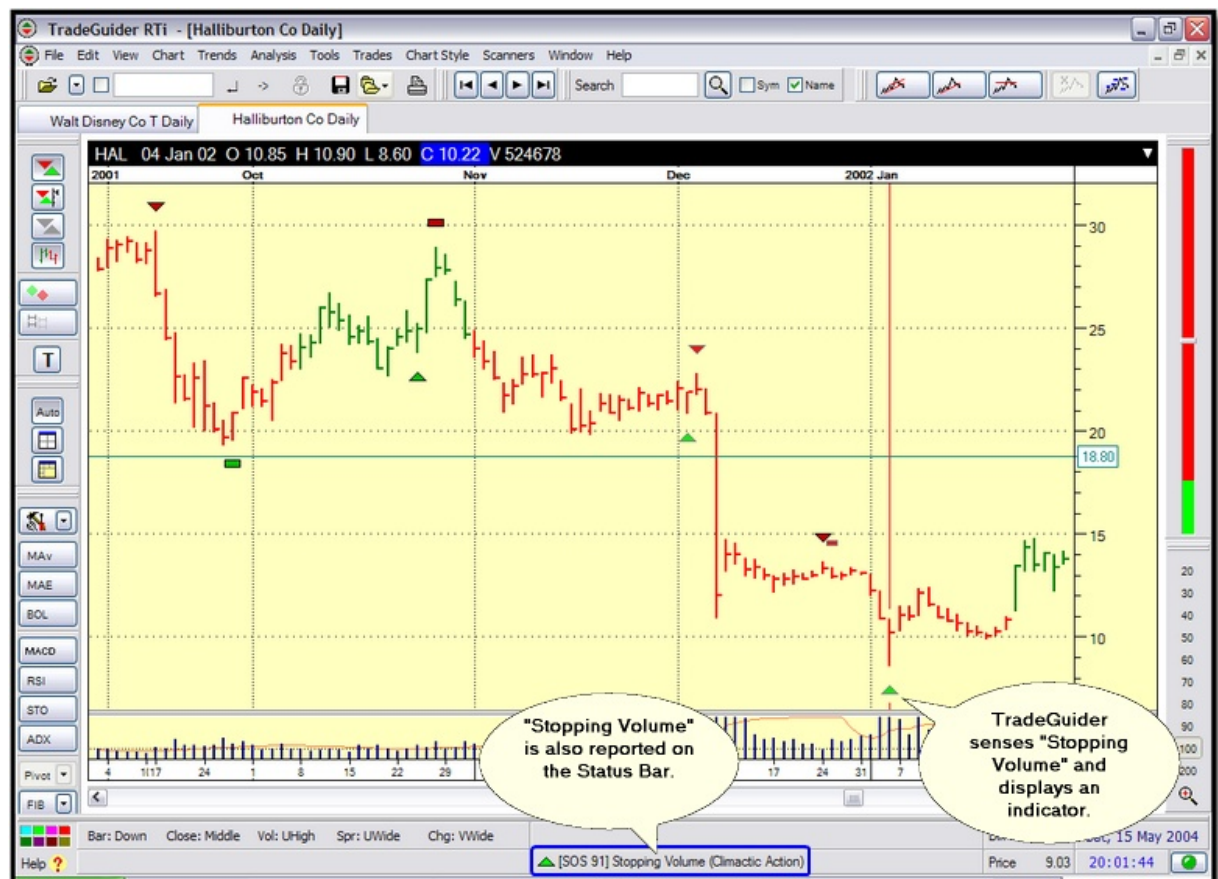 TradeGuider RTi - [Halliburton Co Daily]
File Edit View Chart Trends Analysis Tools Trades Chart Style Scanners Window Help
Search Sym Name
Walt Disney Co T Daily Halliburton Co Daily
HAL 04 Jan 02 O 10.85 H 10.90 L 8.60 C 10.22 V 524678
2001 Oct Nov Dec 2002 Jan
30
25
T
Auto
20
18.80
15
MAv
20
MAE
30
BOL
40
10
50
MACD
60
RSI
70
STO
80
ADX
90
100
200
"Stopping Volume"
is also reported on
the Status Bar.
TradeGuider
senses "Stopping
Volume" and
displays an
indicator.
4 11 17 24 1 8 15 22 29 17 24 31 7
Pivot
FIB
Bar: Down Close: Middle Vol: UHigh Spr: UWide Chg: VWide 15 May 2004
Help ? [SOS 91] Stopping Volume (Climactic Action) Price 9.03 20:01:44